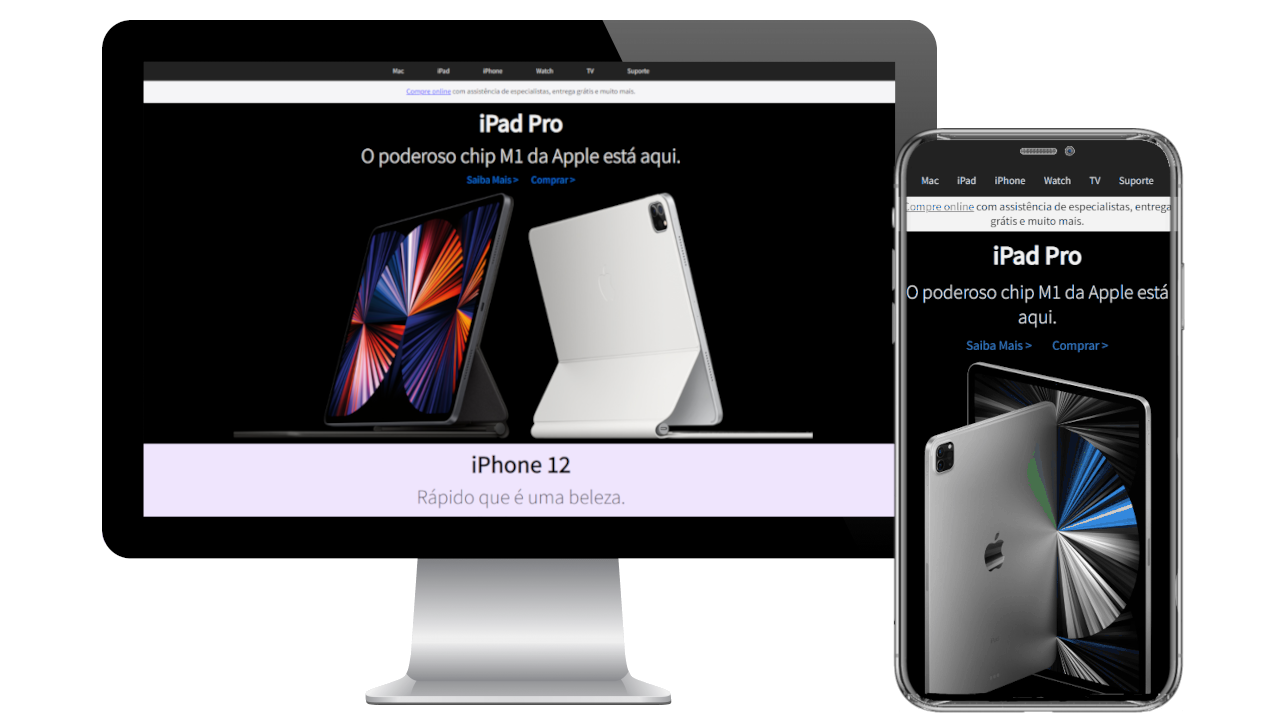 Mac iPad iPhone Watch TV Suporte
Compre online com assistência de especialistas, entrega grátis e muito mais.
iPad Pro
O poderoso chip M1 da Apple está aqui.
Saiba Mais > Comprar >
iPhone 12
Rápido que é uma beleza.
Mac iPad iPhone Watch TV Suporte
Compre online com assistência de especialistas, entrega
grátis e muito mais.
iPad Pro
O poderoso chip M1 da Apple está
aqui.
Saiba Mais > Comprar >